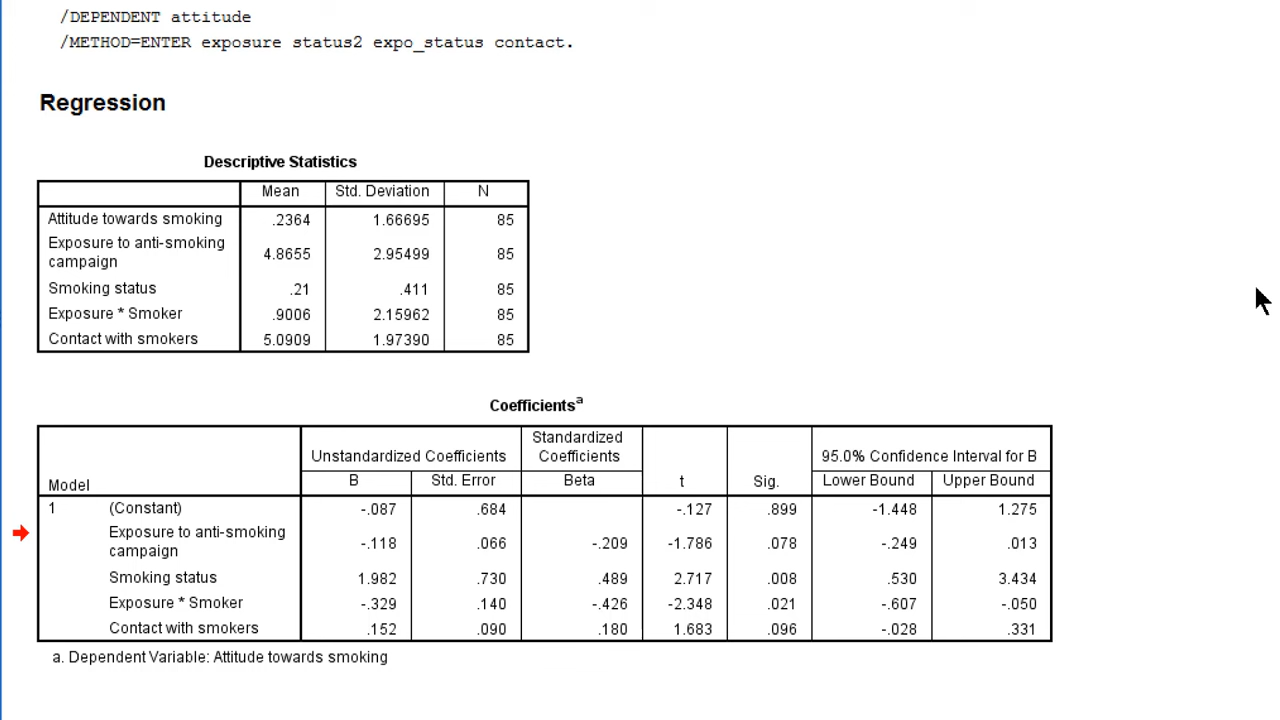 /DEPENDENT attitude
/METHOD=ENTER exposure status2 expo_status contact.
Regression
Descriptive Statistics
Mean Std. Deviation N
Attitude towards smoking .2364 1.66695 85
Exposure to anti-smoking
campaign 4.8655 2.95499 85
Smoking status .21 .411 85
Exposure * Smoker .9006 2.15962 85
Contact with smokers 5.0909 1.97390 85
Coefficientsa
Model Unstandardized Coefficients Standardized
Coefficients t Sig. 95.0% Confidence Interval for B
B Std. Error Beta Lower Bound Upper Bound
1 (Constant) -.087 .684 -.127 .899 -1.448 1.275
Exposure to anti-smoking
campaign -.118 .066 -.209 -1.786 .078 -.249 .013
Smoking status 1.982 .730 .489 2.717 .008 .530 3.434
Exposure * Smoker -.329 .140 -.426 -2.348 .021 -.607 -.050
Contact with smokers .152 .090 .180 1.683 .096 -.028 .331
a. Dependent Variable: Attitude towards smoking